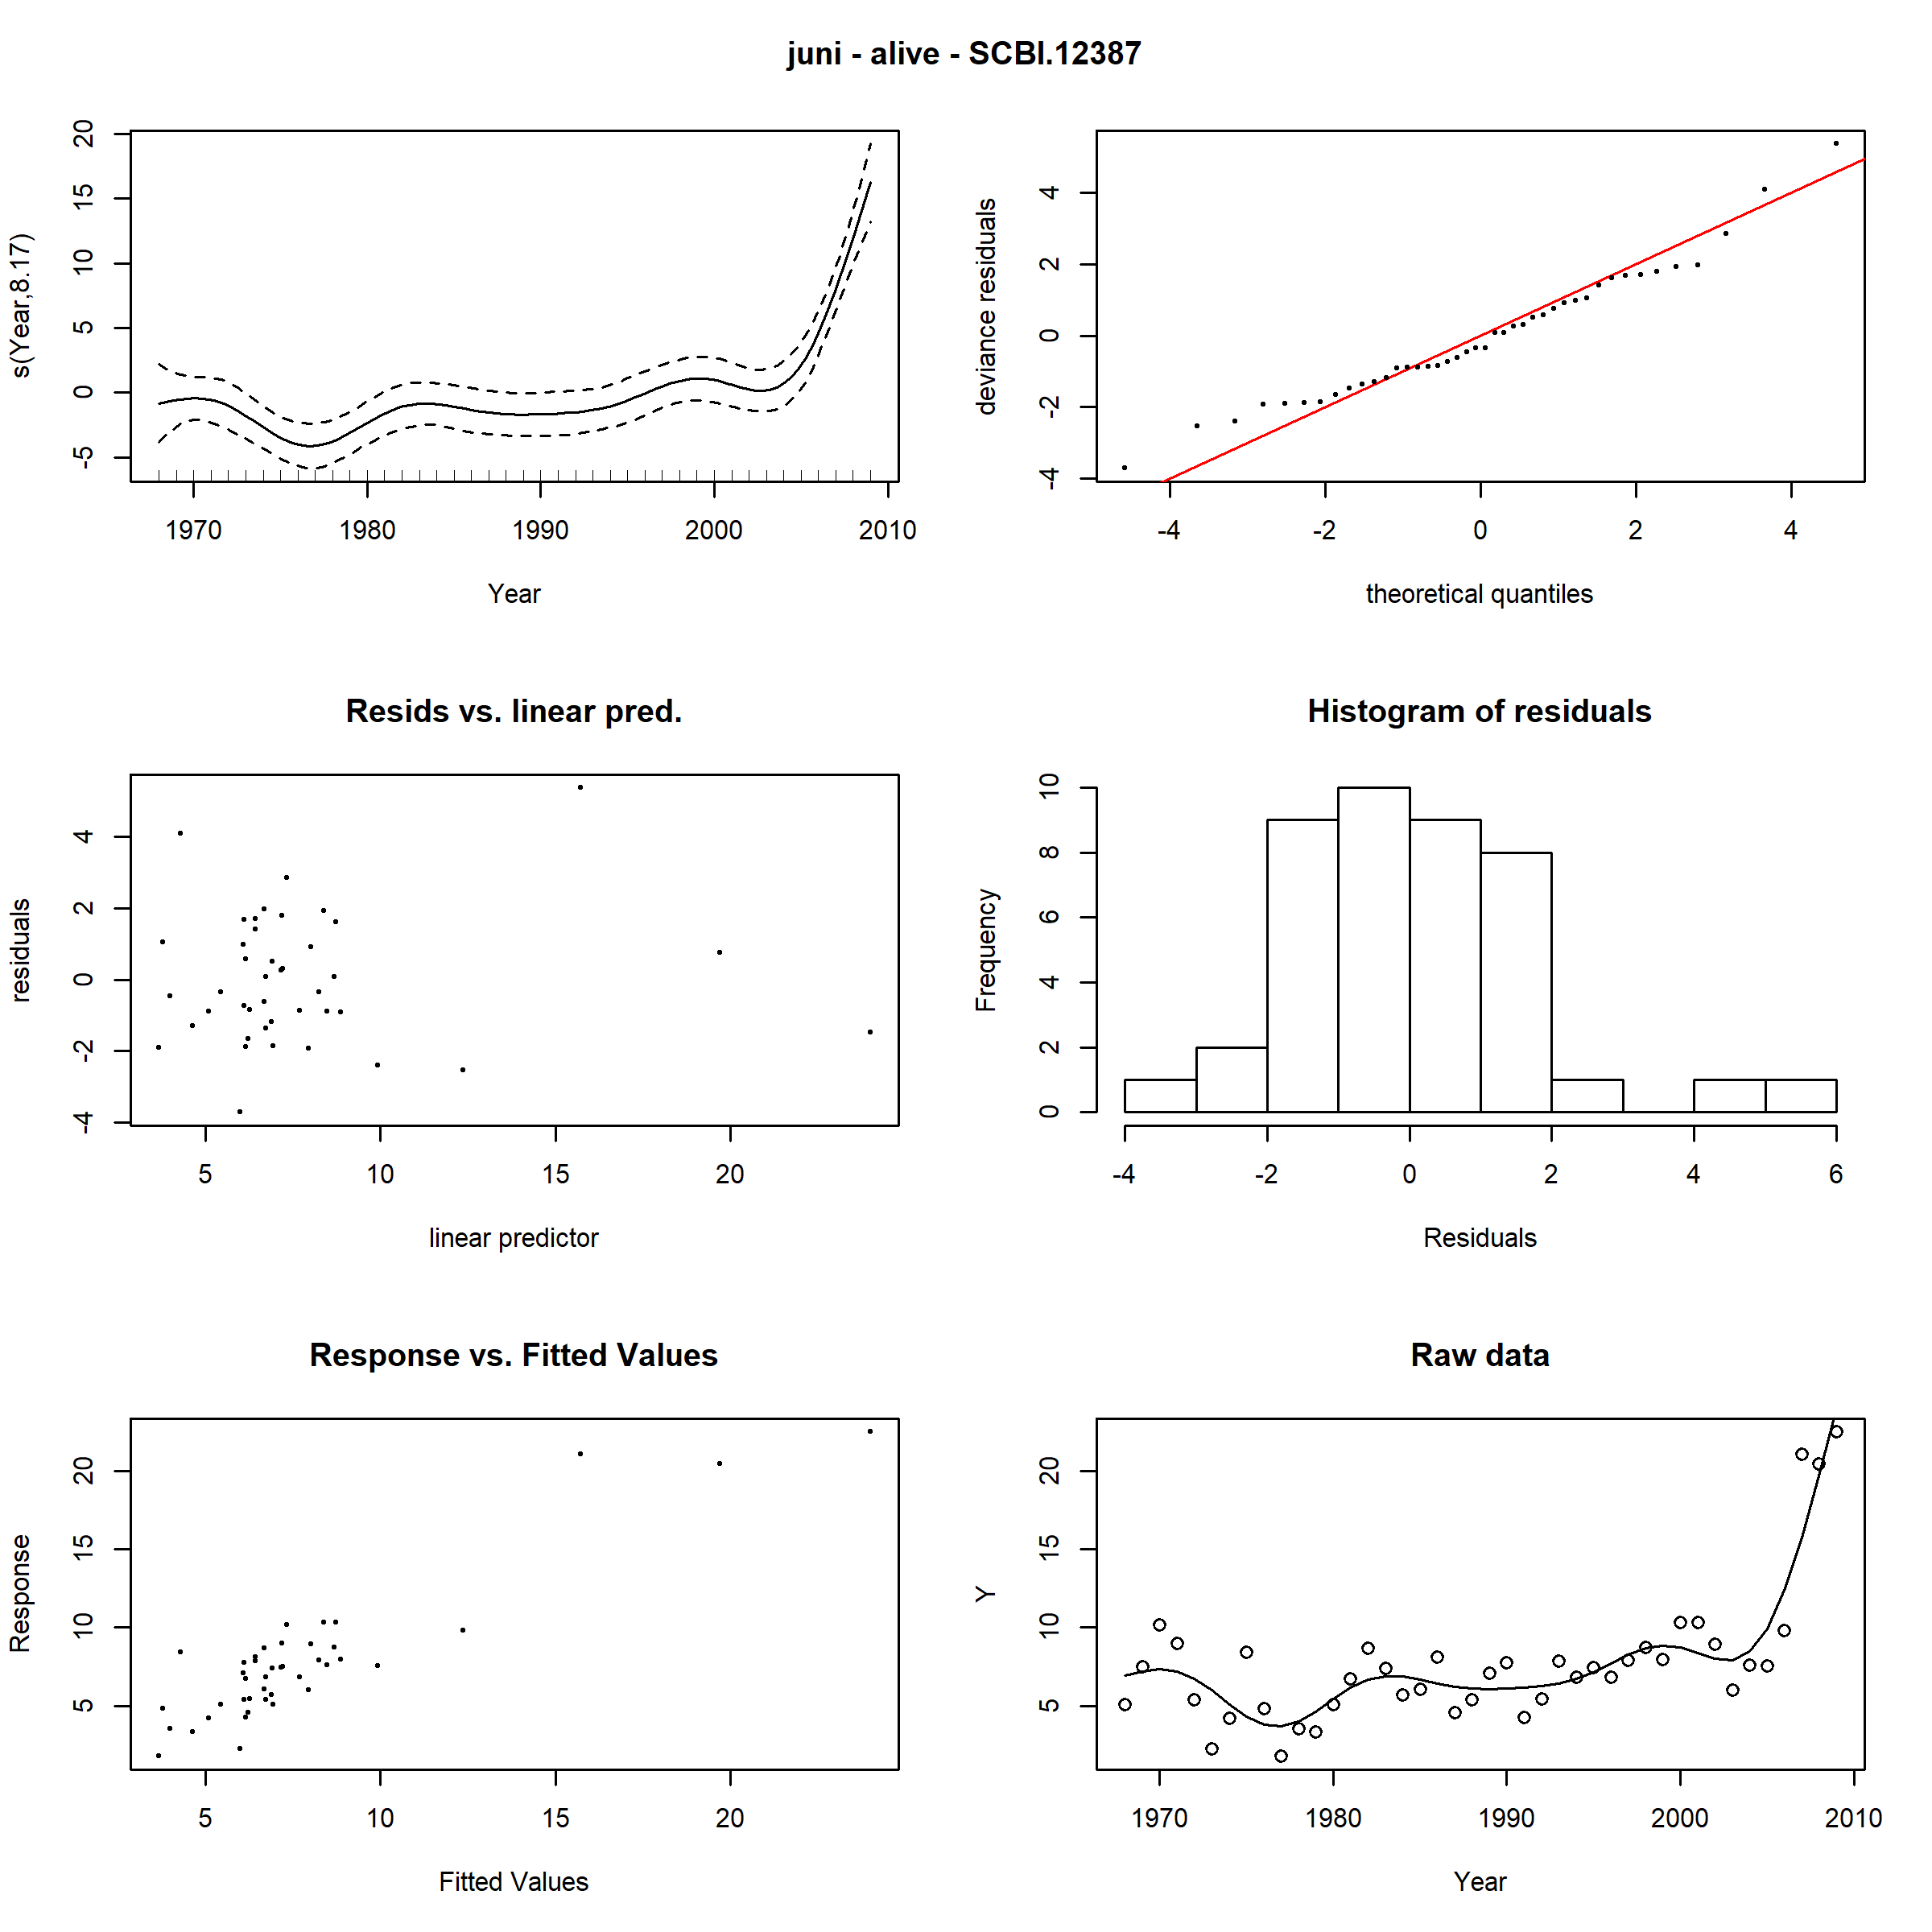 juni - alive - SCBI.12387
s(Year,8.17)
20
15
10
5
0
-5
1970 1980 1990 2000 2010
Year
deviance residuals
4
2
0
-2
-4
-4 -2 0 2 4
theoretical quantiles
Resids vs. linear pred.
residuals
4
2
0
-2
-4
5 10 15 20
linear predictor
Histogram of residuals
Frequency
10
8
6
4
2
0
-4 -2 0 2 4 6
Residuals
Response vs. Fitted Values
Response
20
15
10
5
5 10 15 20
Fitted Values
Raw data
Y
20
15
10
5
1970 1980 1990 2000 2010
Year